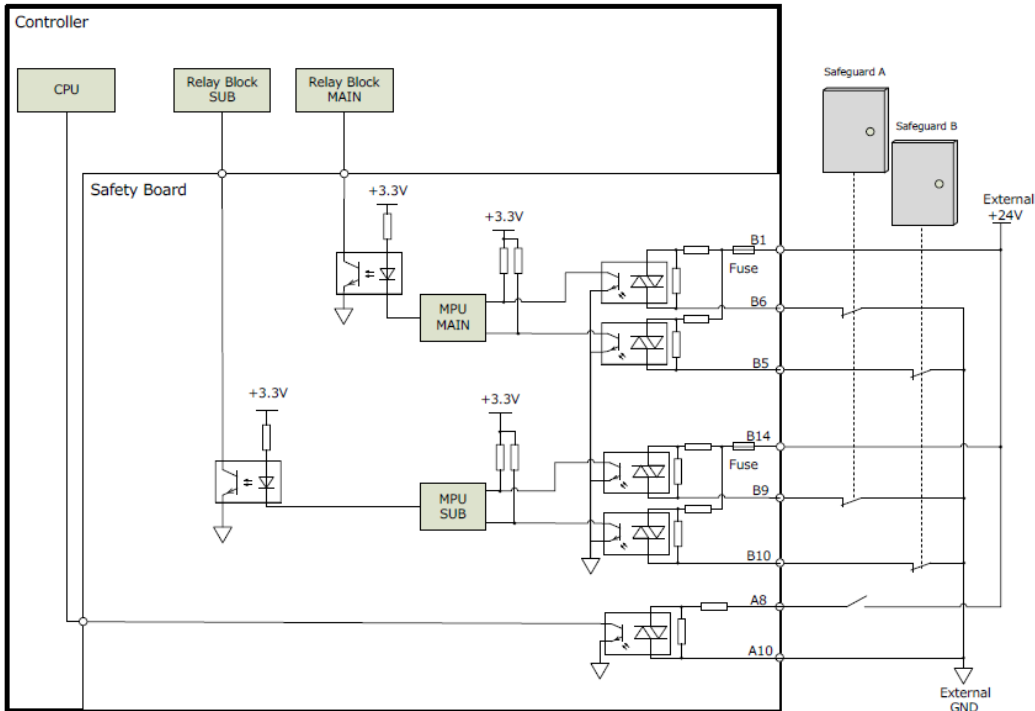 Controller
CPU
Relay Block
SUB
Relay Block
MAIN
Safeguard A
Safeguard B
Safety Board
+3.3V
+3.3V
External
+24V
B1
Fuse
B6
MPU
MAIN
B5
+3.3V
+3.3V
B14
Fuse
B9
MPU
SUB
B10
A8
A10
External
GND